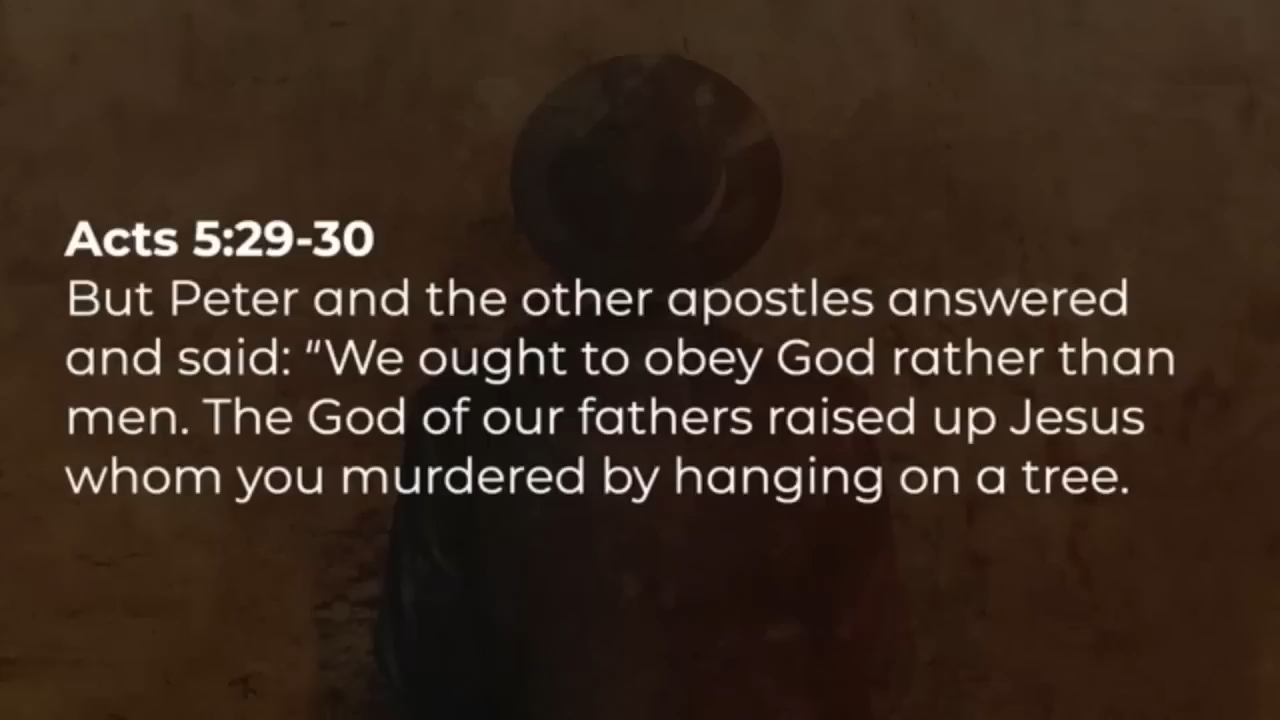 Acts 5:29-30
But Peter and the other apostles answered
and said: “We ought to obey God rather than
men. The God of our fathers raised up Jesus
whom you murdered by hanging on a tree.